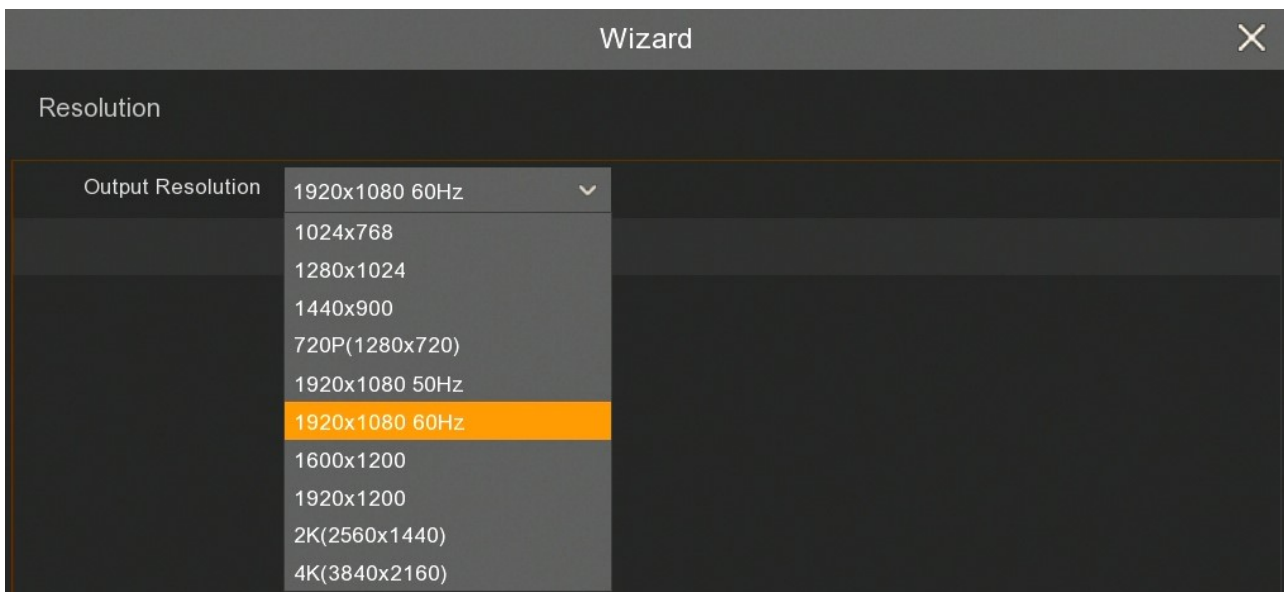 Wizard
Resolution
Output Resolution 1920x1080 60Hz
1024x768
1280x1024
1440x900
720P(1280x720)
1920x1080 50Hz
1920x1080 60Hz
1600x1200
1920x1200
2K(2560x1440)
4K(3840x2160)